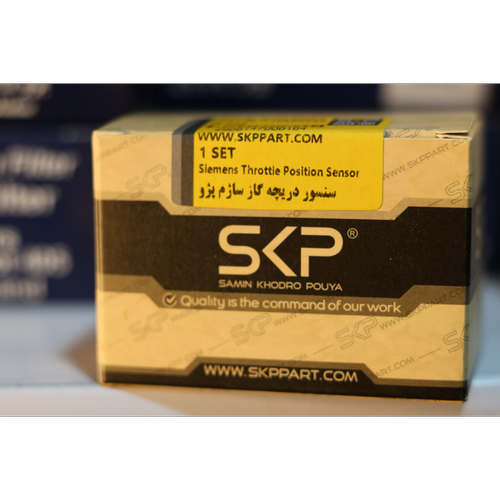 WWW.SKPPART.COM
1 SET
Siemens Throttle Position Sensor
سنسور دریچه گاز ساژم پژو
SKP®
SAMIN KHODRO POUYA
Quality is the command of our work
WWW.SKPPART.COM